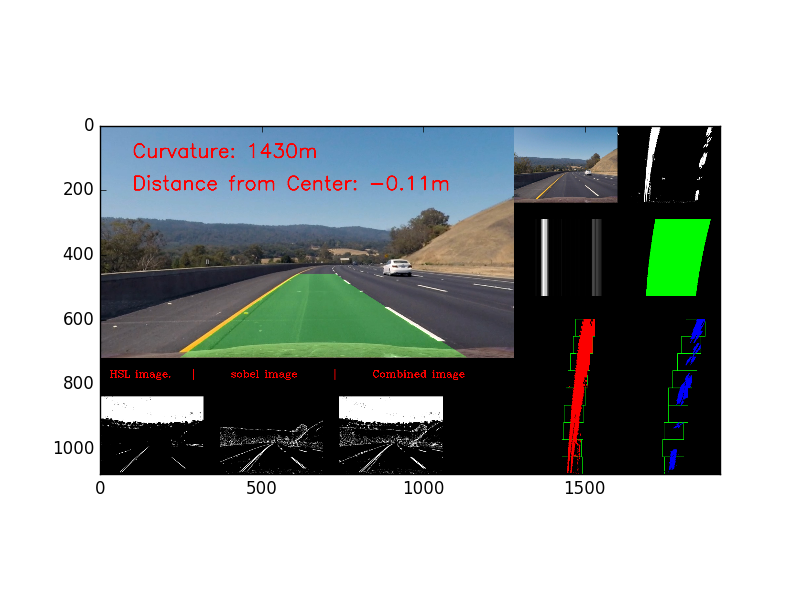 0
Curvature: 1430m
Distance from Center: -0.11m
200
400
600
HSL image. | sobel image | Combined image
800
1000
0 500 1000 1500